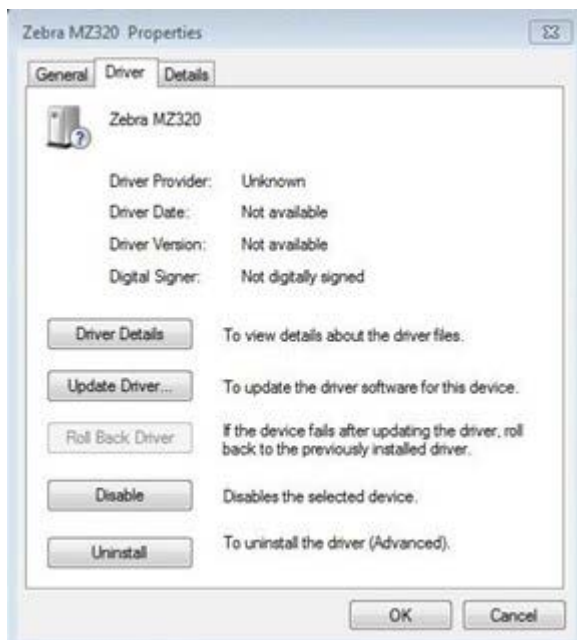 Zebra MZ320 Properties
General Driver Details
Zebra MZ320
Driver Provider: Unknown
Driver Date: Not available
Driver Version: Not available
Digital Signer: Not digitally signed
Driver Details To view details about the driver files.
Update Driver... To update the driver software for this device.
Roll Back Driver If the device fails after updating the driver, roll
back to the previously installed driver.
Disable Disables the selected device.
Uninstall To uninstall the driver (Advanced).
OK Cancel